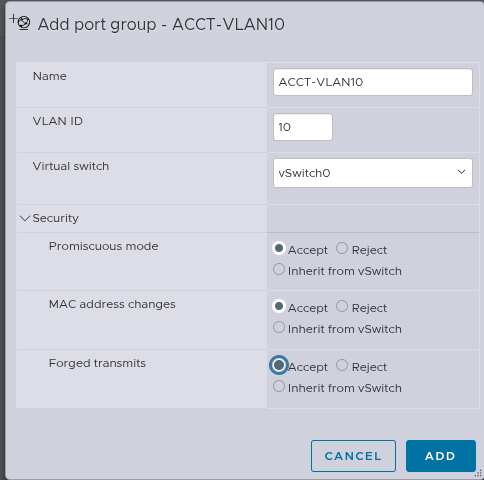 Add port group - ACCT-VLAN10
Name ACCT-VLAN10
VLAN ID 10
Virtual switch vSwitch0
Security
Promiscuous mode Accept Reject
Inherit from vSwitch
MAC address changes Accept Reject
Inherit from vSwitch
Forged transmits Accept Reject
Inherit from vSwitch
CANCEL ADD